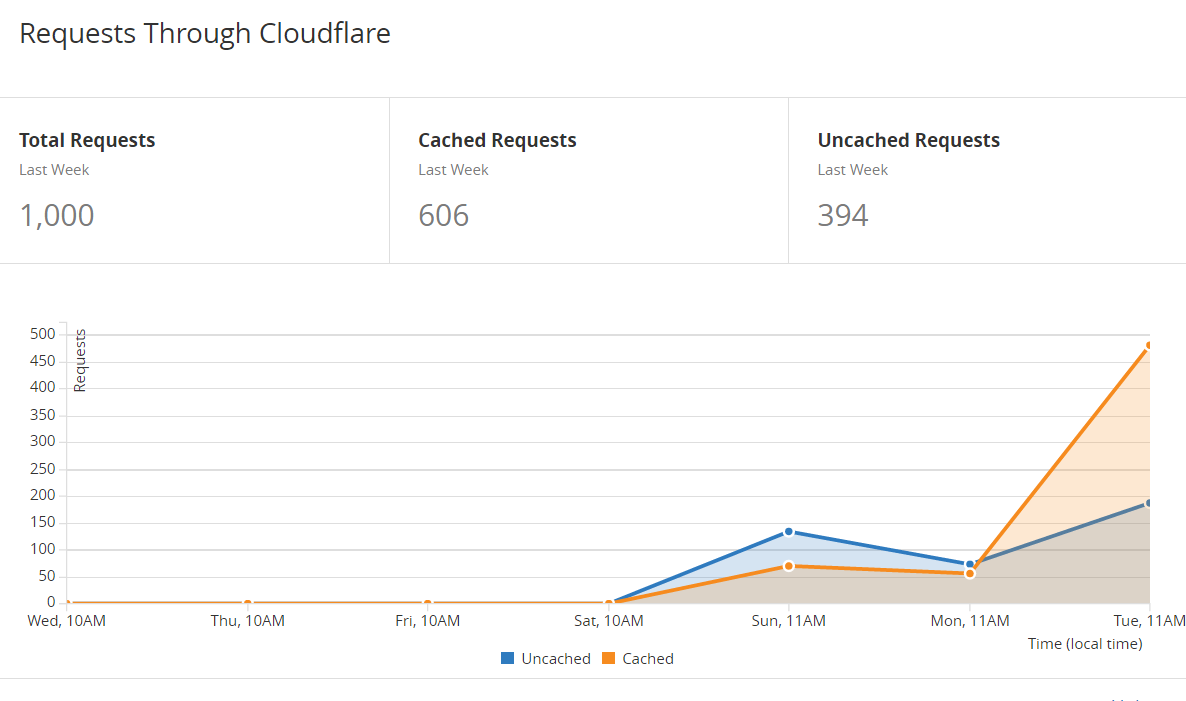 Requests Through Cloudflare
Total Requests
Last Week
1,000
Cached Requests
Last Week
606
Uncached Requests
Last Week
394
Requests
500
450
400
350
300
250
200
150
100
50
0
Wed, 10AM Thu, 10AM Fri, 10AM Sat, 10AM Sun, 11AM Mon, 11AM Tue, 11AM
Time (local time)
Uncached Cached